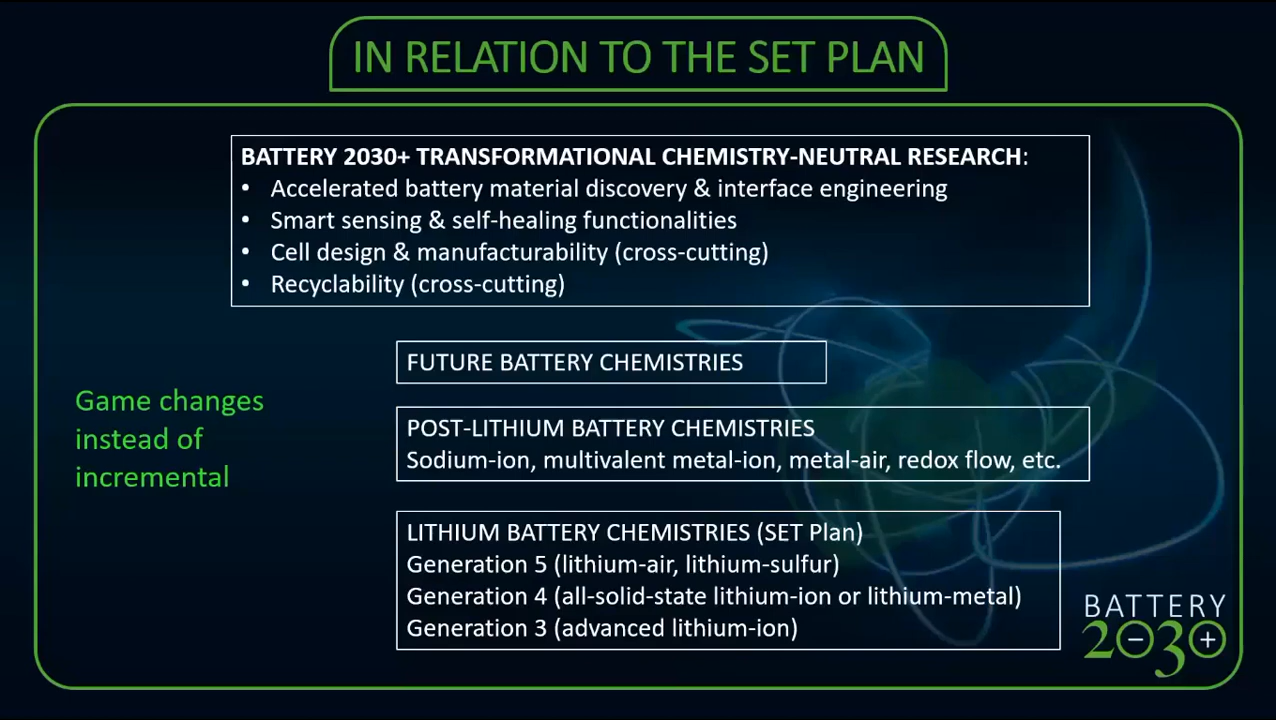 IN RELATION TO THE SET PLAN
BATTERY 2030+ TRANSFORMATIONAL CHEMISTRY-NEUTRAL RESEARCH:
• Accelerated battery material discovery & interface engineering
• Smart sensing & self-healing functionalities
• Cell design & manufacturability (cross-cutting)
• Recyclability (cross-cutting)
FUTURE BATTERY CHEMISTRIES
Game changes
instead of
incremental
POST-LITHIUM BATTERY CHEMISTRIES
Sodium-ion, multivalent metal-ion, metal-air, redox flow, etc.
LITHIUM BATTERY CHEMISTRIES (SET Plan)
Generation 5 (lithium-air, lithium-sulfur)
Generation 4 (all-solid-state lithium-ion or lithium-metal)
Generation 3 (advanced lithium-ion)
BATTERY
2030+